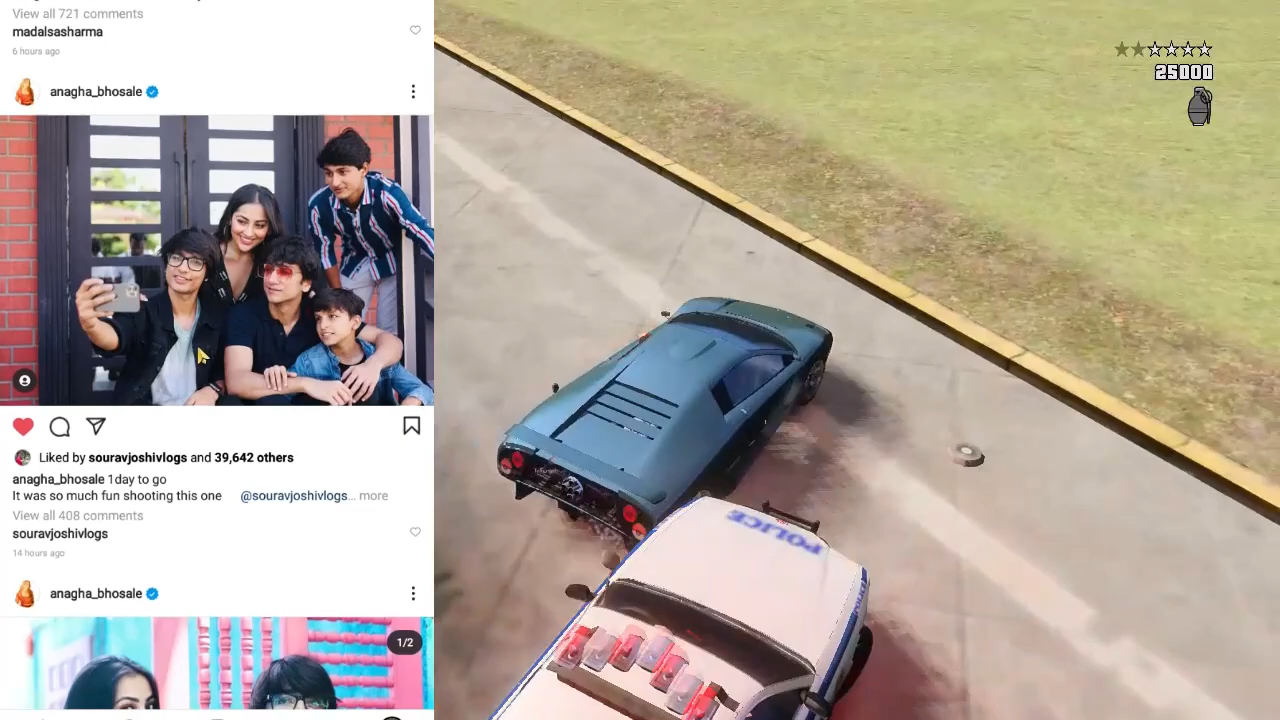 View all 721 comments
madalsasharma
6 hours ago
anagha_bhosale
Liked by souravjoshivlogs and 39,642 others
anagha_bhosale 1day to go
It was so much fun shooting this one @souravjoshivlogs... more
View all 408 comments
souravjoshivlogs
14 hours ago
anagha_bhosale
1/2
25000
POLICE